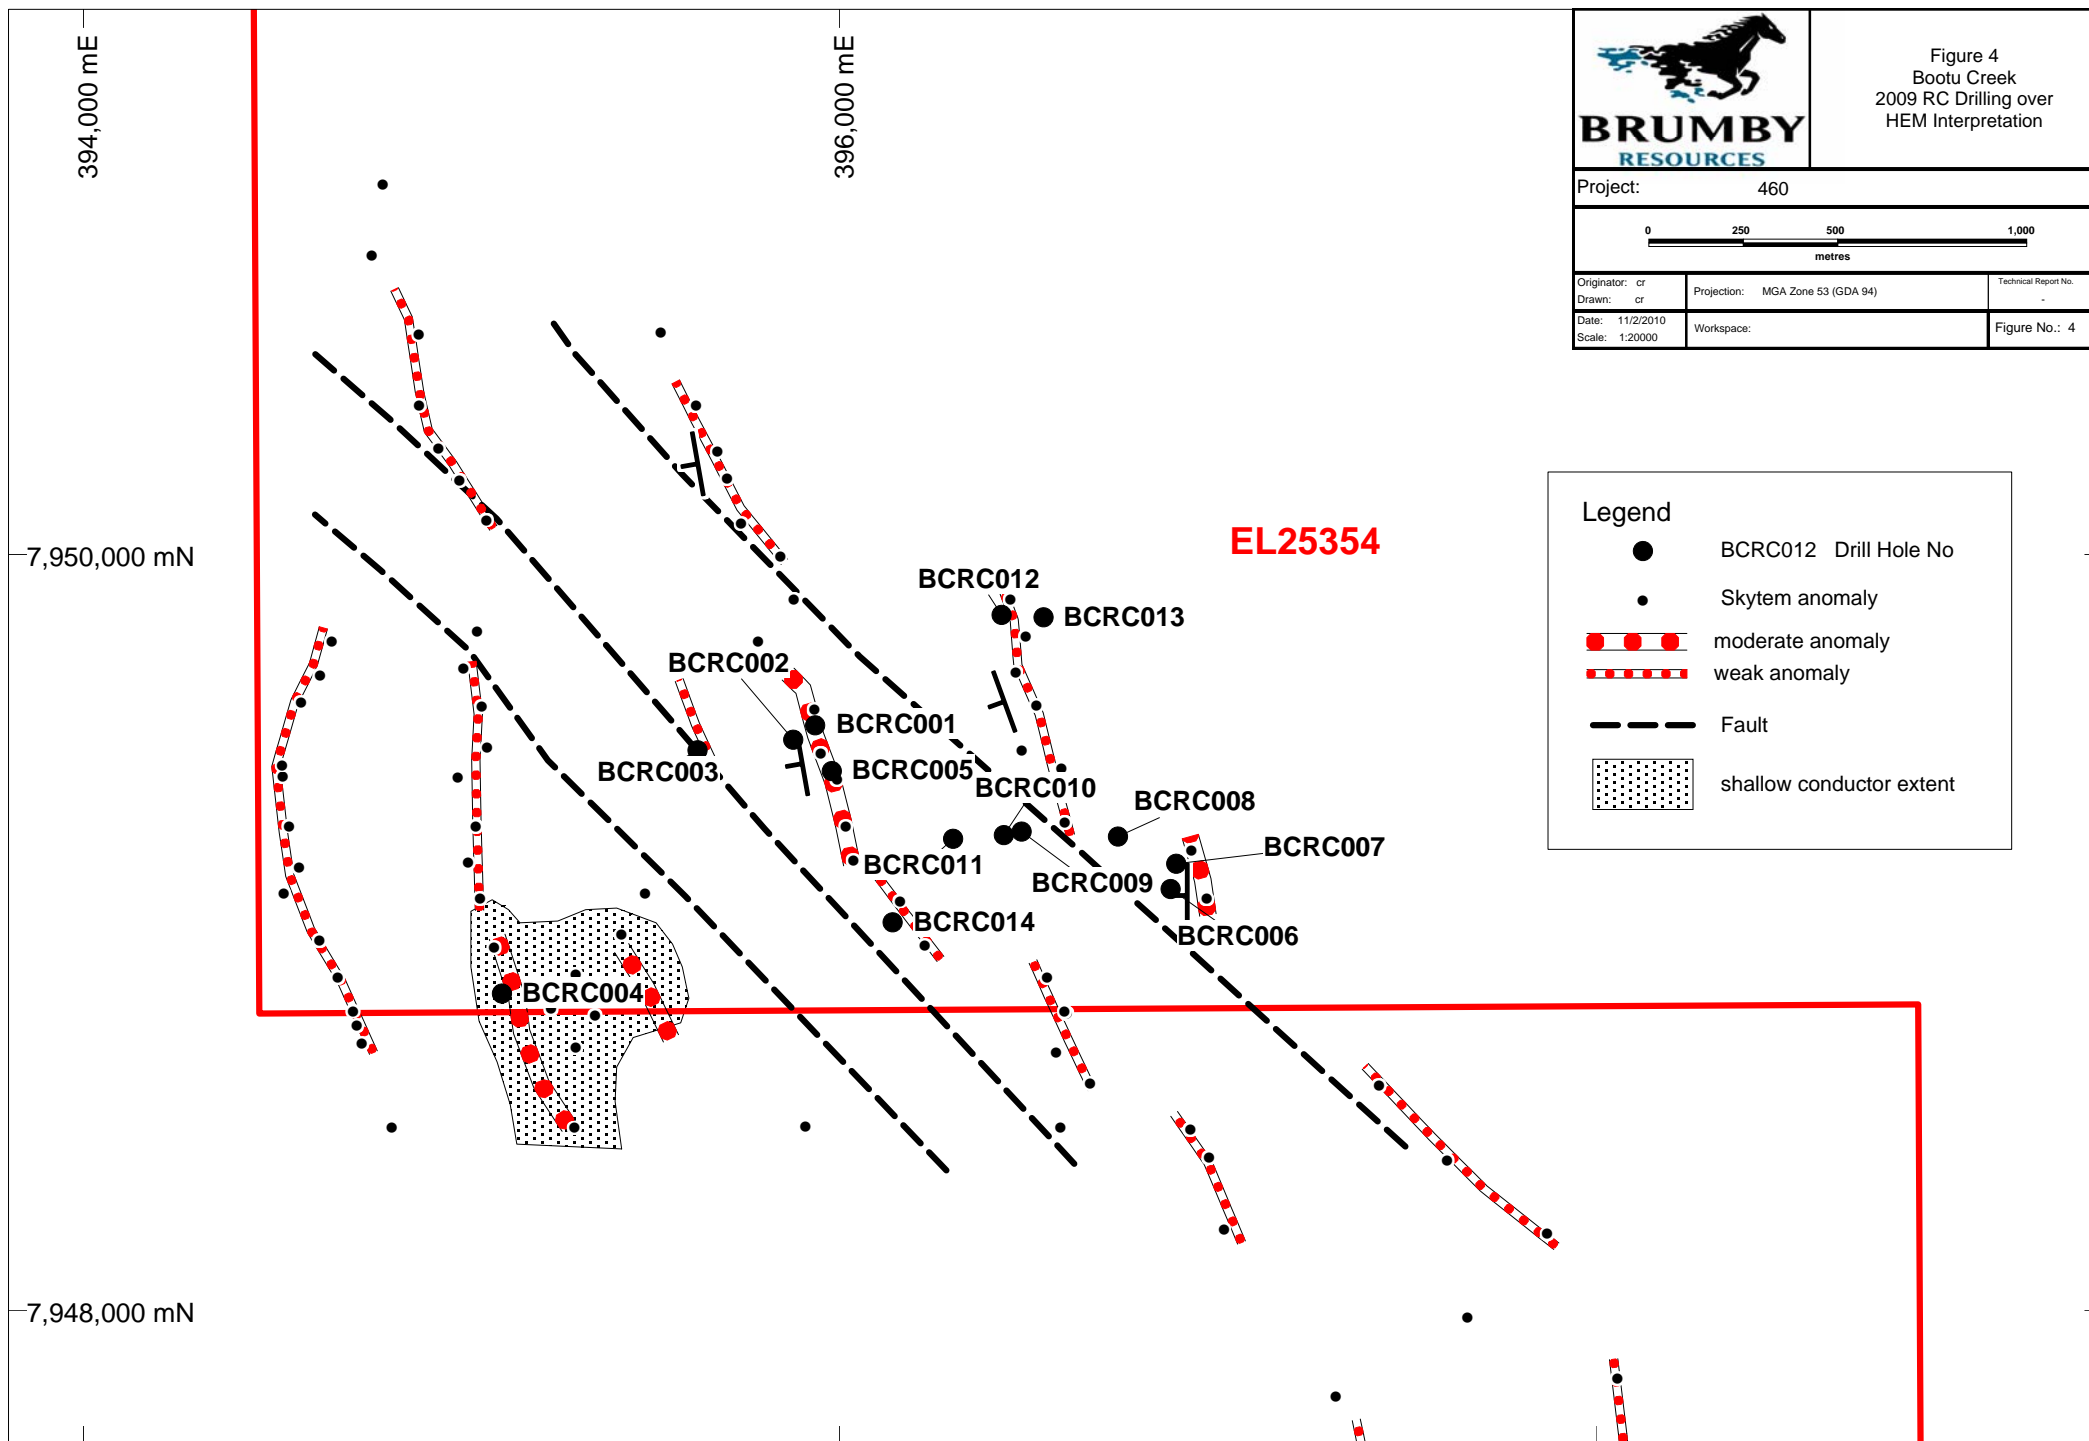 394,000 mE
396,000 mE
BRUMBY
RESOURCES
Figure 4
Bootu Creek
2009 RC Drilling over
HEM Interpretation
Project: 460
0 250 500 1,000
metres
Originator: cr
Drawn: cr
Projection: MGA Zone 53 (GDA 94)
Technical Report No.
-
Date: 11/2/2010
Scale: 1:20000
Workspace:
Figure No.: 4
EL25354
7,950,000 mN
Legend
BCRC012 Drill Hole No
Skytem anomaly
moderate anomaly
weak anomaly
Fault
shallow conductor extent
BCRC012
BCRC013
BCRC002
BCRC001
BCRC003
BCRC005
BCRC010
BCRC008
BCRC007
BCRC011
BCRC009
BCRC014
BCRC006
BCRC004
7,948,000 mN